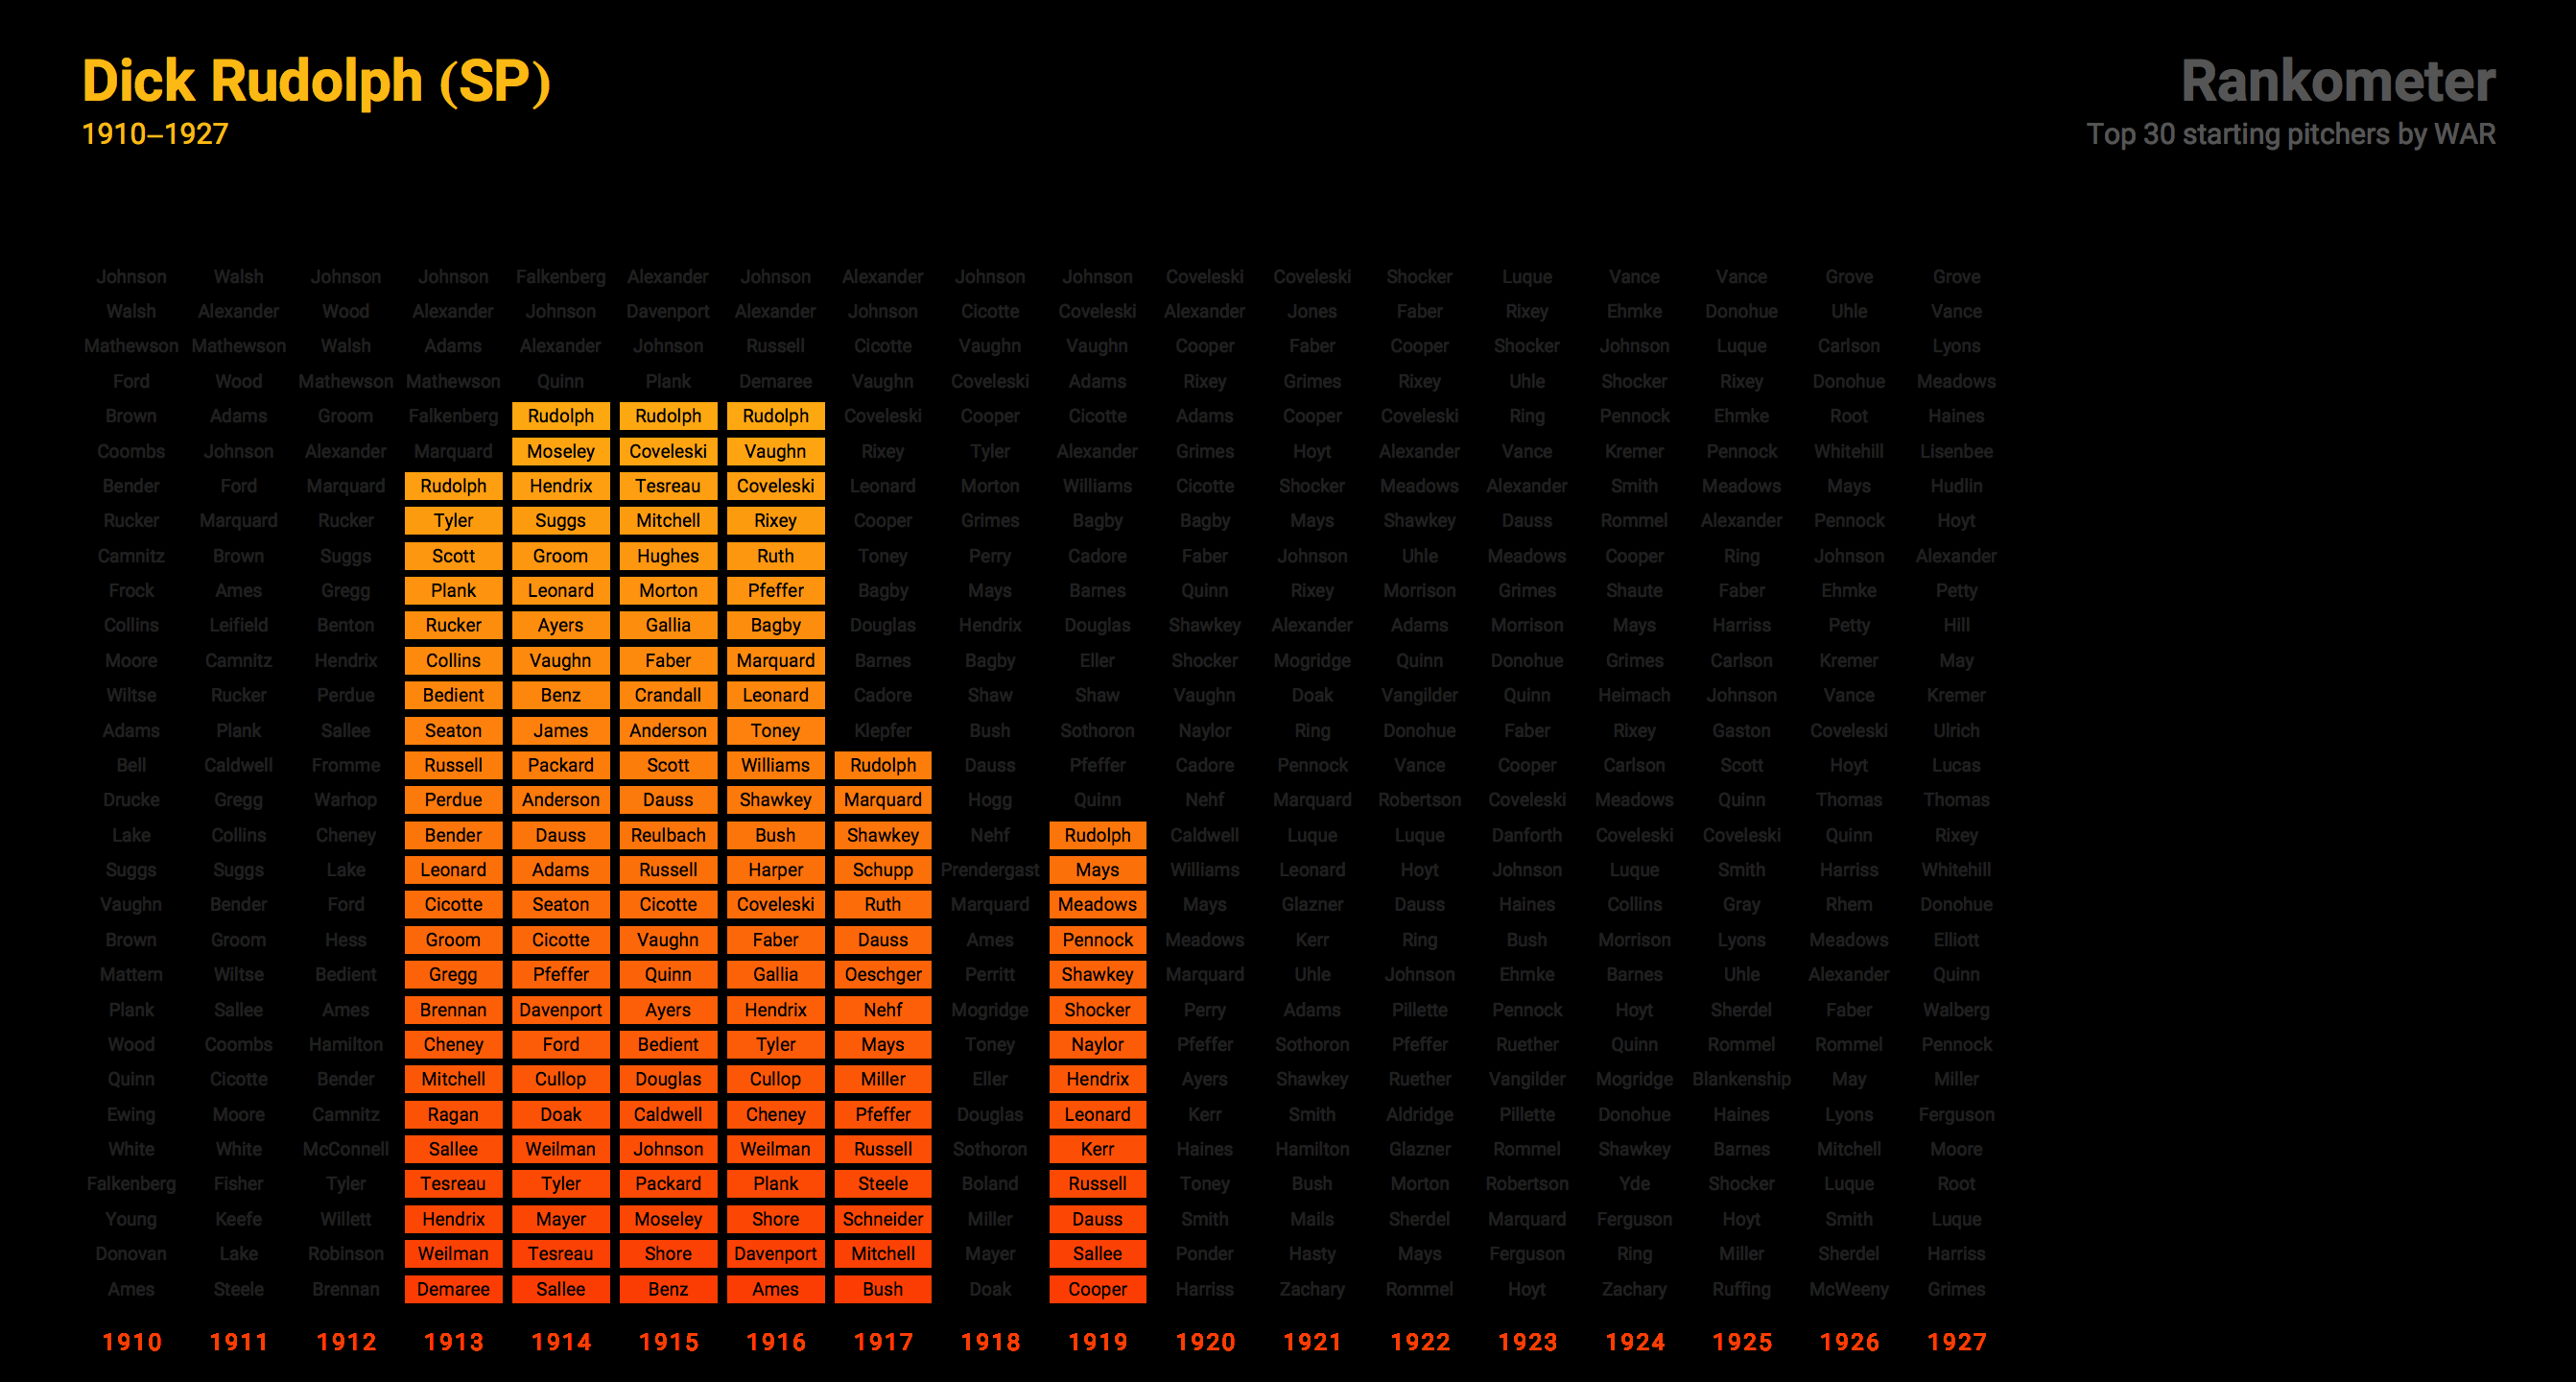 Dick Rudolph (SP)
1910–1927
Rankometer
Top 30 starting pitchers by WAR
Johnson Walsh Johnson Johnson Falkenberg Alexander Johnson Alexander Johnson Johnson Coveleski Coveleski Shocker Luque Vance Vance Grove Grove
Walsh Alexander Wood Alexander Johnson Davenport Alexander Johnson Cicotte Coveleski Alexander Jones Faber Rixey Ehmke Donohue Uhle Vance
Mathewson Mathewson Walsh Adams Alexander Johnson Russell Cicotte Vaughn Vaughn Cooper Faber Cooper Shocker Johnson Luque Carlson Lyons
Ford Wood Mathewson Mathewson Quinn Plank Demaree Vaughn Coveleski Adams Rixey Grimes Rixey Uhle Shocker Rixey Donohue Meadows
Brown Adams Groom Falkenberg Rudolph Rudolph Rudolph Coveleski Cooper Cicotte Adams Cooper Coveleski Ring Pennock Ehmke Root Haines
Coombs Johnson Alexander Marquard Moseley Coveleski Vaughn Rixey Tyler Alexander Grimes Hoyt Alexander Vance Kremer Pennock Whitehill Lisenbee
Bender Ford Marquard Rudolph Hendrix Tesreau Coveleski Leonard Morton Williams Cicotte Shocker Meadows Alexander Smith Meadows Mays Hudlin
Rucker Marquard Rucker Tyler Suggs Mitchell Rixey Cooper Grimes Bagby Bagby Mays Shawkey Dauss Rommel Alexander Pennock Hoyt
Camnitz Brown Suggs Scott Groom Hughes Ruth Toney Perry Cadore Faber Johnson Uhle Meadows Cooper Ring Johnson Alexander
Frock Ames Gregg Plank Leonard Morton Pfeffer Bagby Mays Barnes Quinn Rixey Morrison Grimes Shaute Faber Ehmke Petty
Collins Leifield Benton Rucker Ayers Gallia Bagby Douglas Hendrix Douglas Shawkey Alexander Adams Morrison Mays Harriss Petty Hill
Moore Camnitz Hendrix Collins Vaughn Faber Marquard Barnes Bagby Eller Shocker Mogridge Quinn Donohue Grimes Carlson Kremer May
Wiltse Rucker Perdue Bedient Benz Crandall Leonard Cadore Shaw Shaw Vaughn Doak Vangilder Quinn Heimach Johnson Vance Kremer
Adams Plank Sallee Seaton James Anderson Toney Klepfer Bush Sothoron Naylor Ring Donohue Faber Rixey Gaston Coveleski Ulrich
Bell Caldwell Fromme Russell Packard Scott Williams Rudolph Dauss Pfeffer Cadore Pennock Vance Cooper Carlson Scott Hoyt Lucas
Drucke Gregg Warhop Perdue Anderson Dauss Shawkey Marquard Hogg Quinn Nehf Marquard Robertson Coveleski Meadows Quinn Thomas Thomas
Lake Collins Cheney Bender Dauss Reulbach Bush Shawkey Nehf Rudolph Caldwell Luque Luque Danforth Coveleski Coveleski Quinn Rixey
Suggs Suggs Lake Leonard Adams Russell Harper Schupp Prendergast Mays Williams Leonard Hoyt Johnson Luque Smith Harriss Whitehill
Vaughn Bender Ford Cicotte Seaton Cicotte Coveleski Ruth Marquard Meadows Mays Glazner Dauss Haines Collins Gray Rhem Donohue
Brown Groom Hess Groom Cicotte Vaughn Faber Dauss Ames Pennock Meadows Kerr Ring Bush Morrison Lyons Meadows Elliott
Mattern Wiltse Bedient Gregg Pfeffer Quinn Gallia Oeschger Perritt Shawkey Marquard Uhle Johnson Ehmke Barnes Uhle Alexander Quinn
Plank Sallee Ames Brennan Davenport Ayers Hendrix Nehf Mogridge Shocker Perry Adams Pillette Pennock Hoyt Sherdel Faber Walberg
Wood Coombs Hamilton Cheney Ford Bedient Tyler Mays Toney Naylor Pfeffer Sothoron Pfeffer Ruether Quinn Rommel Rommel Pennock
Quinn Cicotte Bender Mitchell Cullop Douglas Cullop Miller Eller Hendrix Ayers Shawkey Ruether Vangilder Mogridge Blankenship May Miller
Ewing Moore Camnitz Ragan Doak Caldwell Cheney Pfeffer Douglas Leonard Kerr Smith Aldridge Pillette Donohue Haines Lyons Ferguson
White White McConnell Sallee Weilman Johnson Weilman Russell Sothoron Kerr Haines Hamilton Glazner Rommel Shawkey Barnes Mitchell Moore
Falkenberg Fisher Tyler Tesreau Tyler Packard Plank Steele Boland Russell Toney Bush Morton Robertson Yde Shocker Luque Root
Young Keefe Willett Hendrix Mayer Moseley Shore Schneider Miller Dauss Smith Mails Sherdel Marquard Ferguson Hoyt Smith Luque
Donovan Lake Robinson Weilman Tesreau Shore Davenport Mitchell Mayer Sallee Ponder Hasty Mays Ferguson Ring Miller Sherdel Harriss
Ames Steele Brennan Demaree Sallee Benz Ames Bush Doak Cooper Harriss Zachary Rommel Hoyt Zachary Ruffing McWeeny Grimes
1910 1911 1912 1913 1914 1915 1916 1917 1918 1919 1920 1921 1922 1923 1924 1925 1926 1927